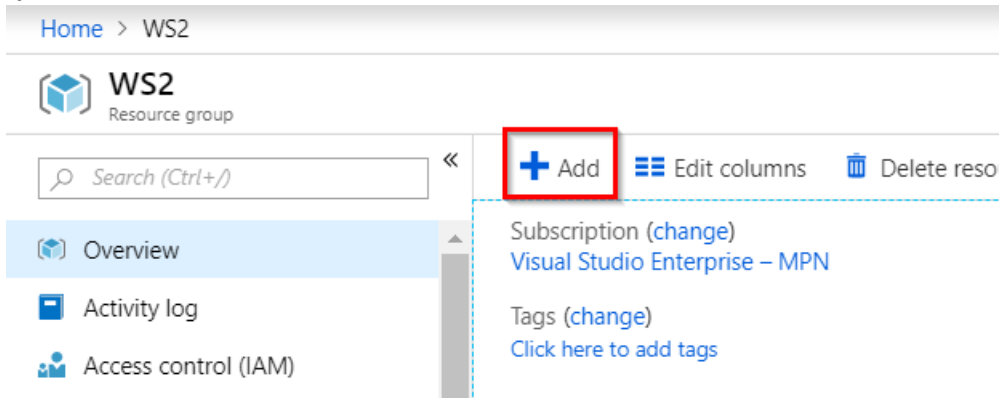 Home > WS2
WS2
Resource group
Search (Ctrl+/)
«
Add
Edit columns
Delete reso
Overview
Activity log
Access control (IAM)
Subscription (change)
Visual Studio Enterprise – MPN
Tags (change)
Click here to add tags